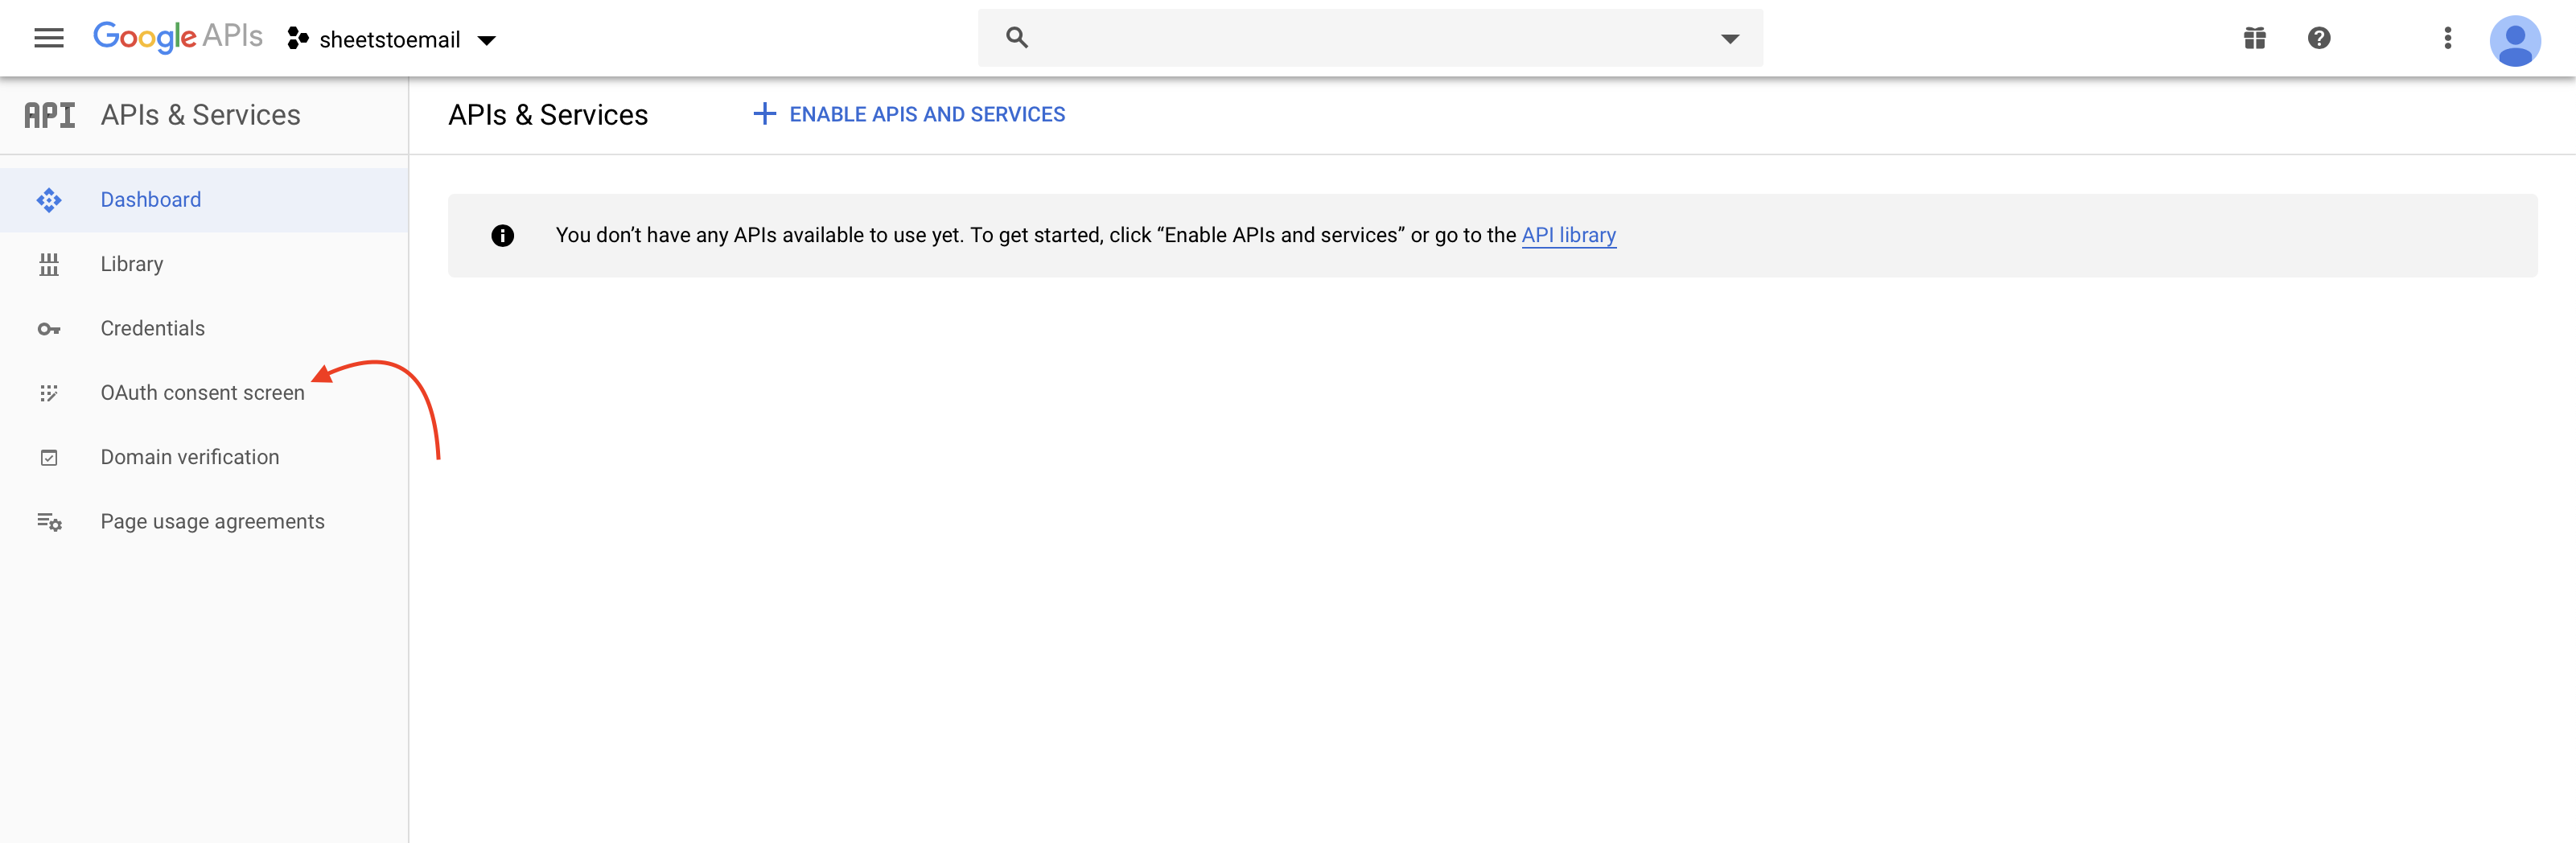 Google APIs sheetstoemail
API APIs & Services
APIs & Services + ENABLE APIS AND SERVICES
Dashboard
Library
Credentials
OAuth consent screen
Domain verification
Page usage agreements
You don’t have any APIs available to use yet. To get started, click “Enable APIs and services” or go to the API library